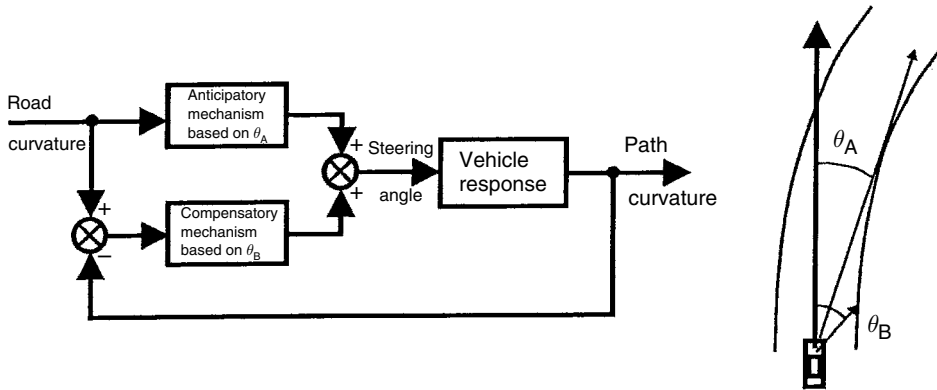 Road
curvature
Anticipatory
mechanism
based on θA
+
+
Steering
angle
Vehicle
response
Path
curvature
+
−
Compensatory
mechanism
based on θB
θA
θB